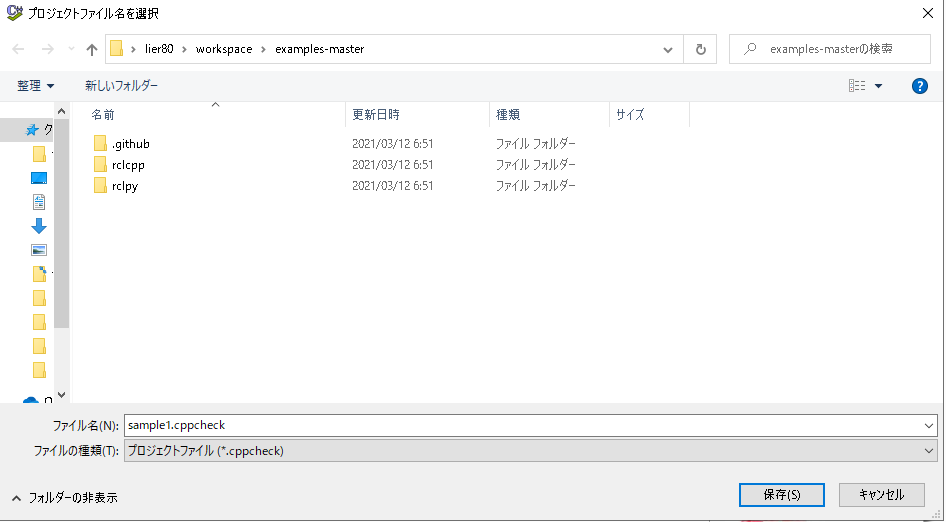 プロジェクトファイル名を選択
lier80 > workspace > examples-master
examples-masterの検索
整理 新しいフォルダー
名前 更新日時 種類 サイズ
.github 2021/03/12 6:51 ファイル フォルダー
rclcpp 2021/03/12 6:51 ファイル フォルダー
rclpy 2021/03/12 6:51 ファイル フォルダー
ク
ファイル名(N): sample1.cppcheck
ファイルの種類(T): プロジェクトファイル (*.cppcheck)
フォルダーの非表示 保存(S) キャンセル